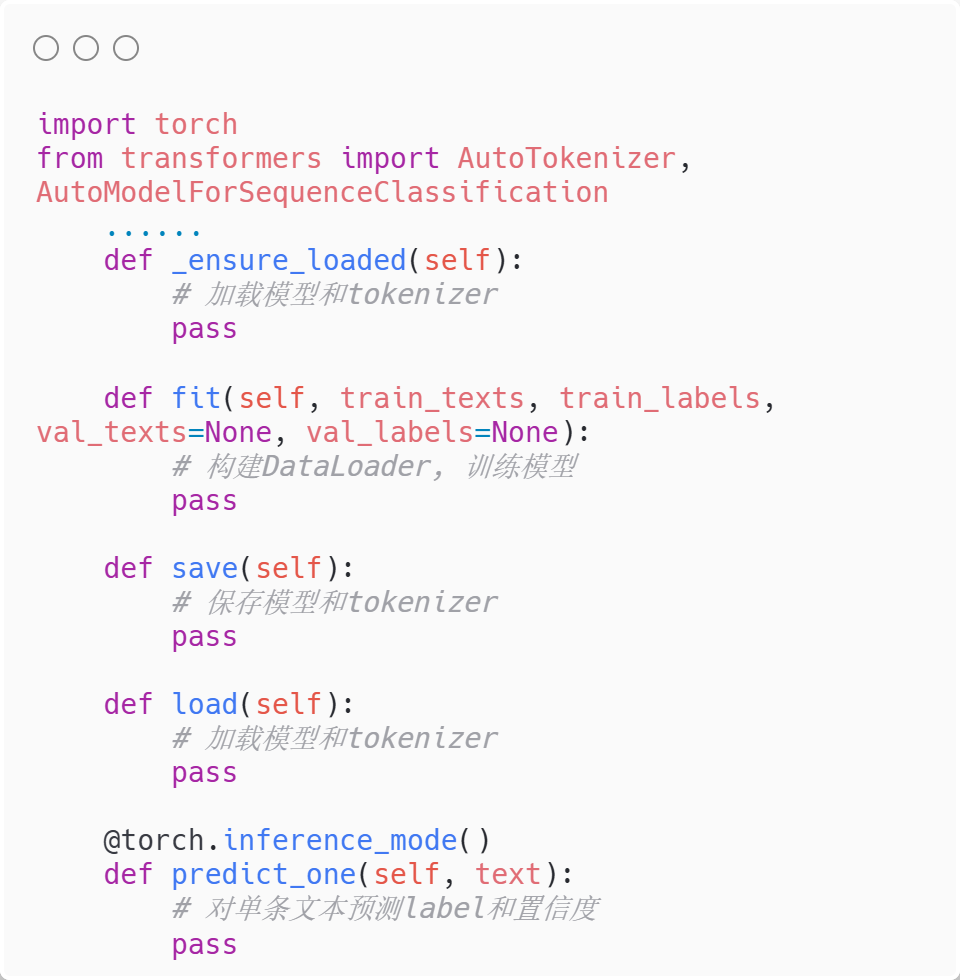 import torch
from transformers import AutoTokenizer,
AutoModelForSequenceClassification
    ......
    def _ensure_loaded(self):
        # 加载模型和tokenizer
        pass

    def fit(self, train_texts, train_labels,
val_texts=None, val_labels=None):
        # 构建DataLoader, 训练模型
        pass

    def save(self):
        # 保存模型和tokenizer
        pass

    def load(self):
        # 加载模型和tokenizer
        pass

    @torch.inference_mode()
    def predict_one(self, text):
        # 对单条文本预测label和置信度
        pass